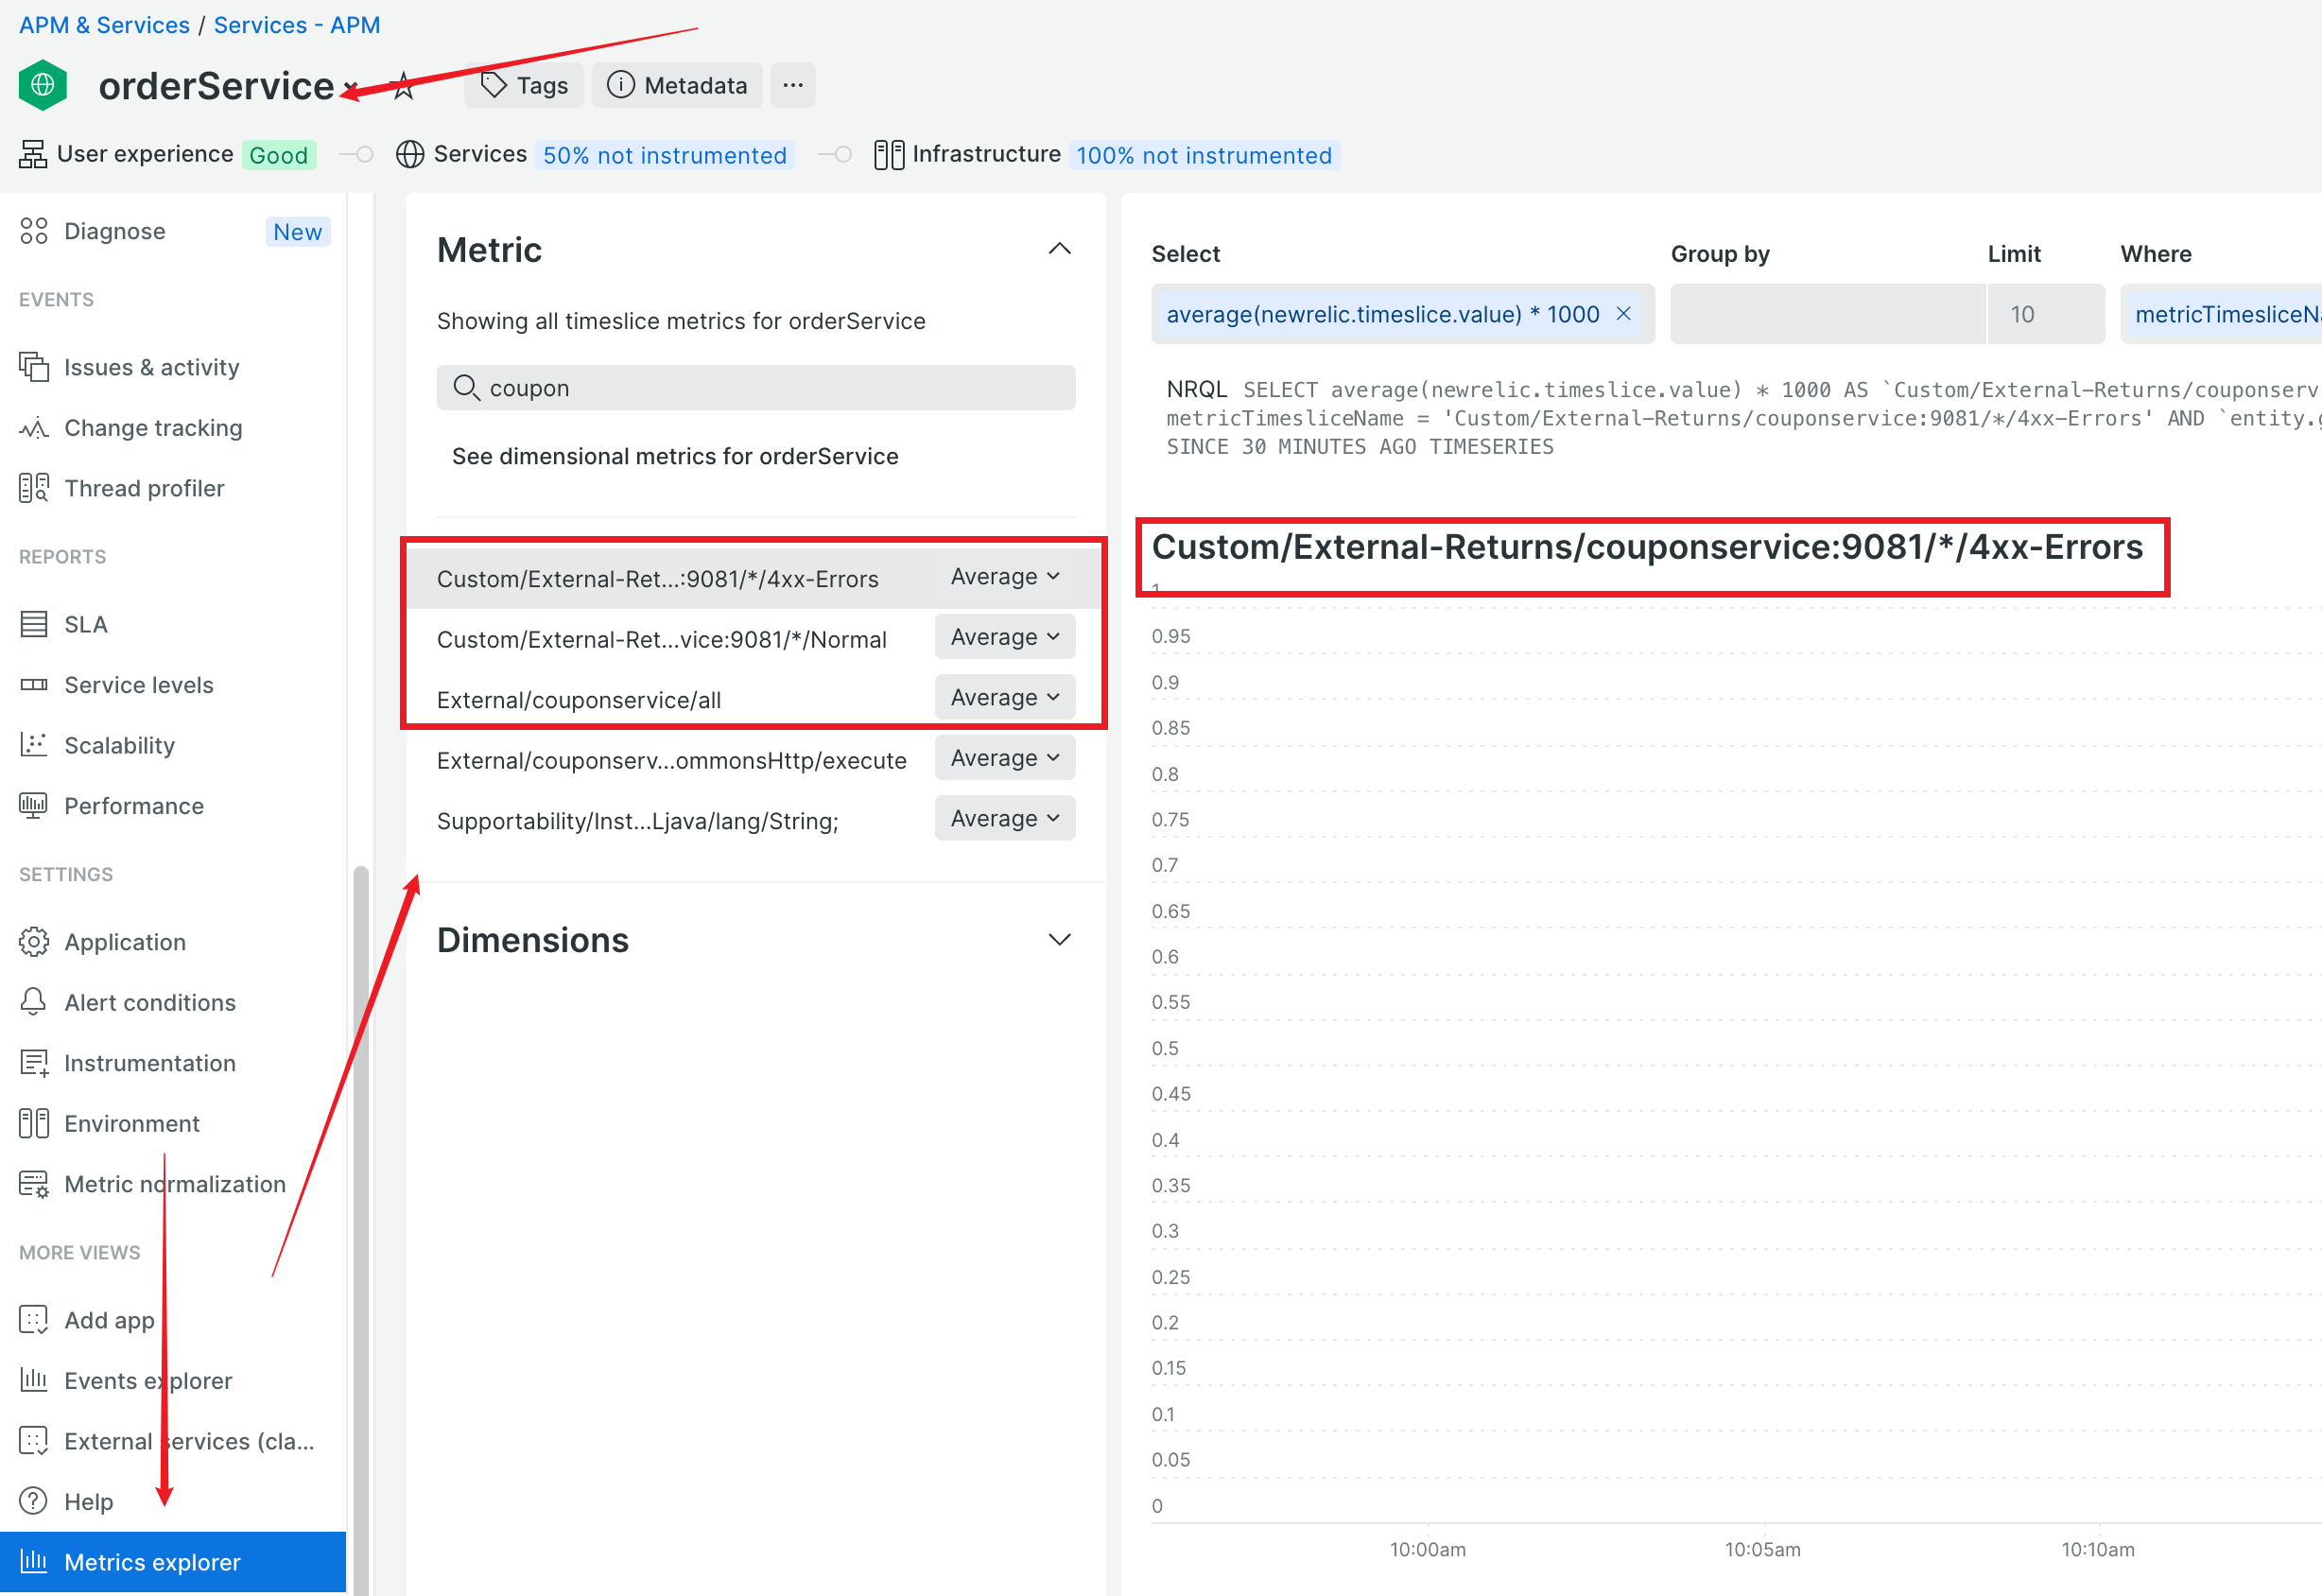 APM & Services / Services - APM
orderService
Tags
Metadata
...
User experience Good
Services 50% not instrumented
Infrastructure 100% not instrumented
Diagnose New
EVENTS
Issues & activity
Change tracking
Thread profiler
REPORTS
SLA
Service levels
Scalability
Performance
SETTINGS
Application
Alert conditions
Instrumentation
Environment
Metric normalization
MORE VIEWS
Add app
Events explorer
External services (cla...
Help
Metrics explorer
Metric
Showing all timeslice metrics for orderService
coupon
See dimensional metrics for orderService
Custom/External-Ret...:9081/*/4xx-Errors Average
Custom/External-Ret...vice:9081/*/Normal Average
External/couponservice/all Average
External/couponserv...ommonsHttp/execute Average
Supportability/Inst...Ljava/lang/String; Average
Dimensions
Select Group by Limit Where
average(newrelic.timeslice.value) * 1000 × 10 metricTimesliceN
NRQL SELECT average(newrelic.timeslice.value) * 1000 AS `Custom/External-Returns/couponserv
metricTimesliceName = 'Custom/External-Returns/couponservice:9081/*/4xx-Errors' AND `entity.g
SINCE 30 MINUTES AGO TIMESERIES
Custom/External-Returns/couponservice:9081/*/4xx-Errors
1
0.95
0.9
0.85
0.8
0.75
0.7
0.65
0.6
0.55
0.5
0.45
0.4
0.35
0.3
0.25
0.2
0.15
0.1
0.05
0
10:00am 10:05am 10:10am